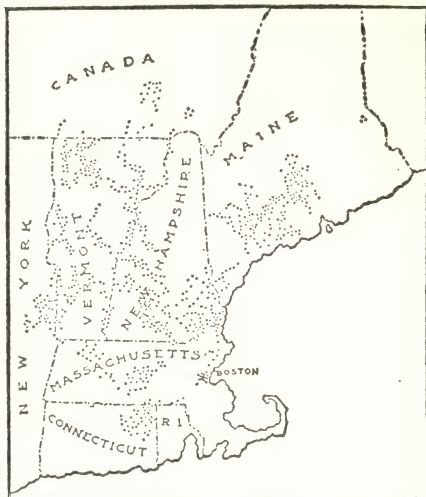 CANADA
MAINE
NEW YORK
VERMONT
NEW HAMPSHIRE
MASSACHUSETTS
BOSTON
CONNECTICUT
R I